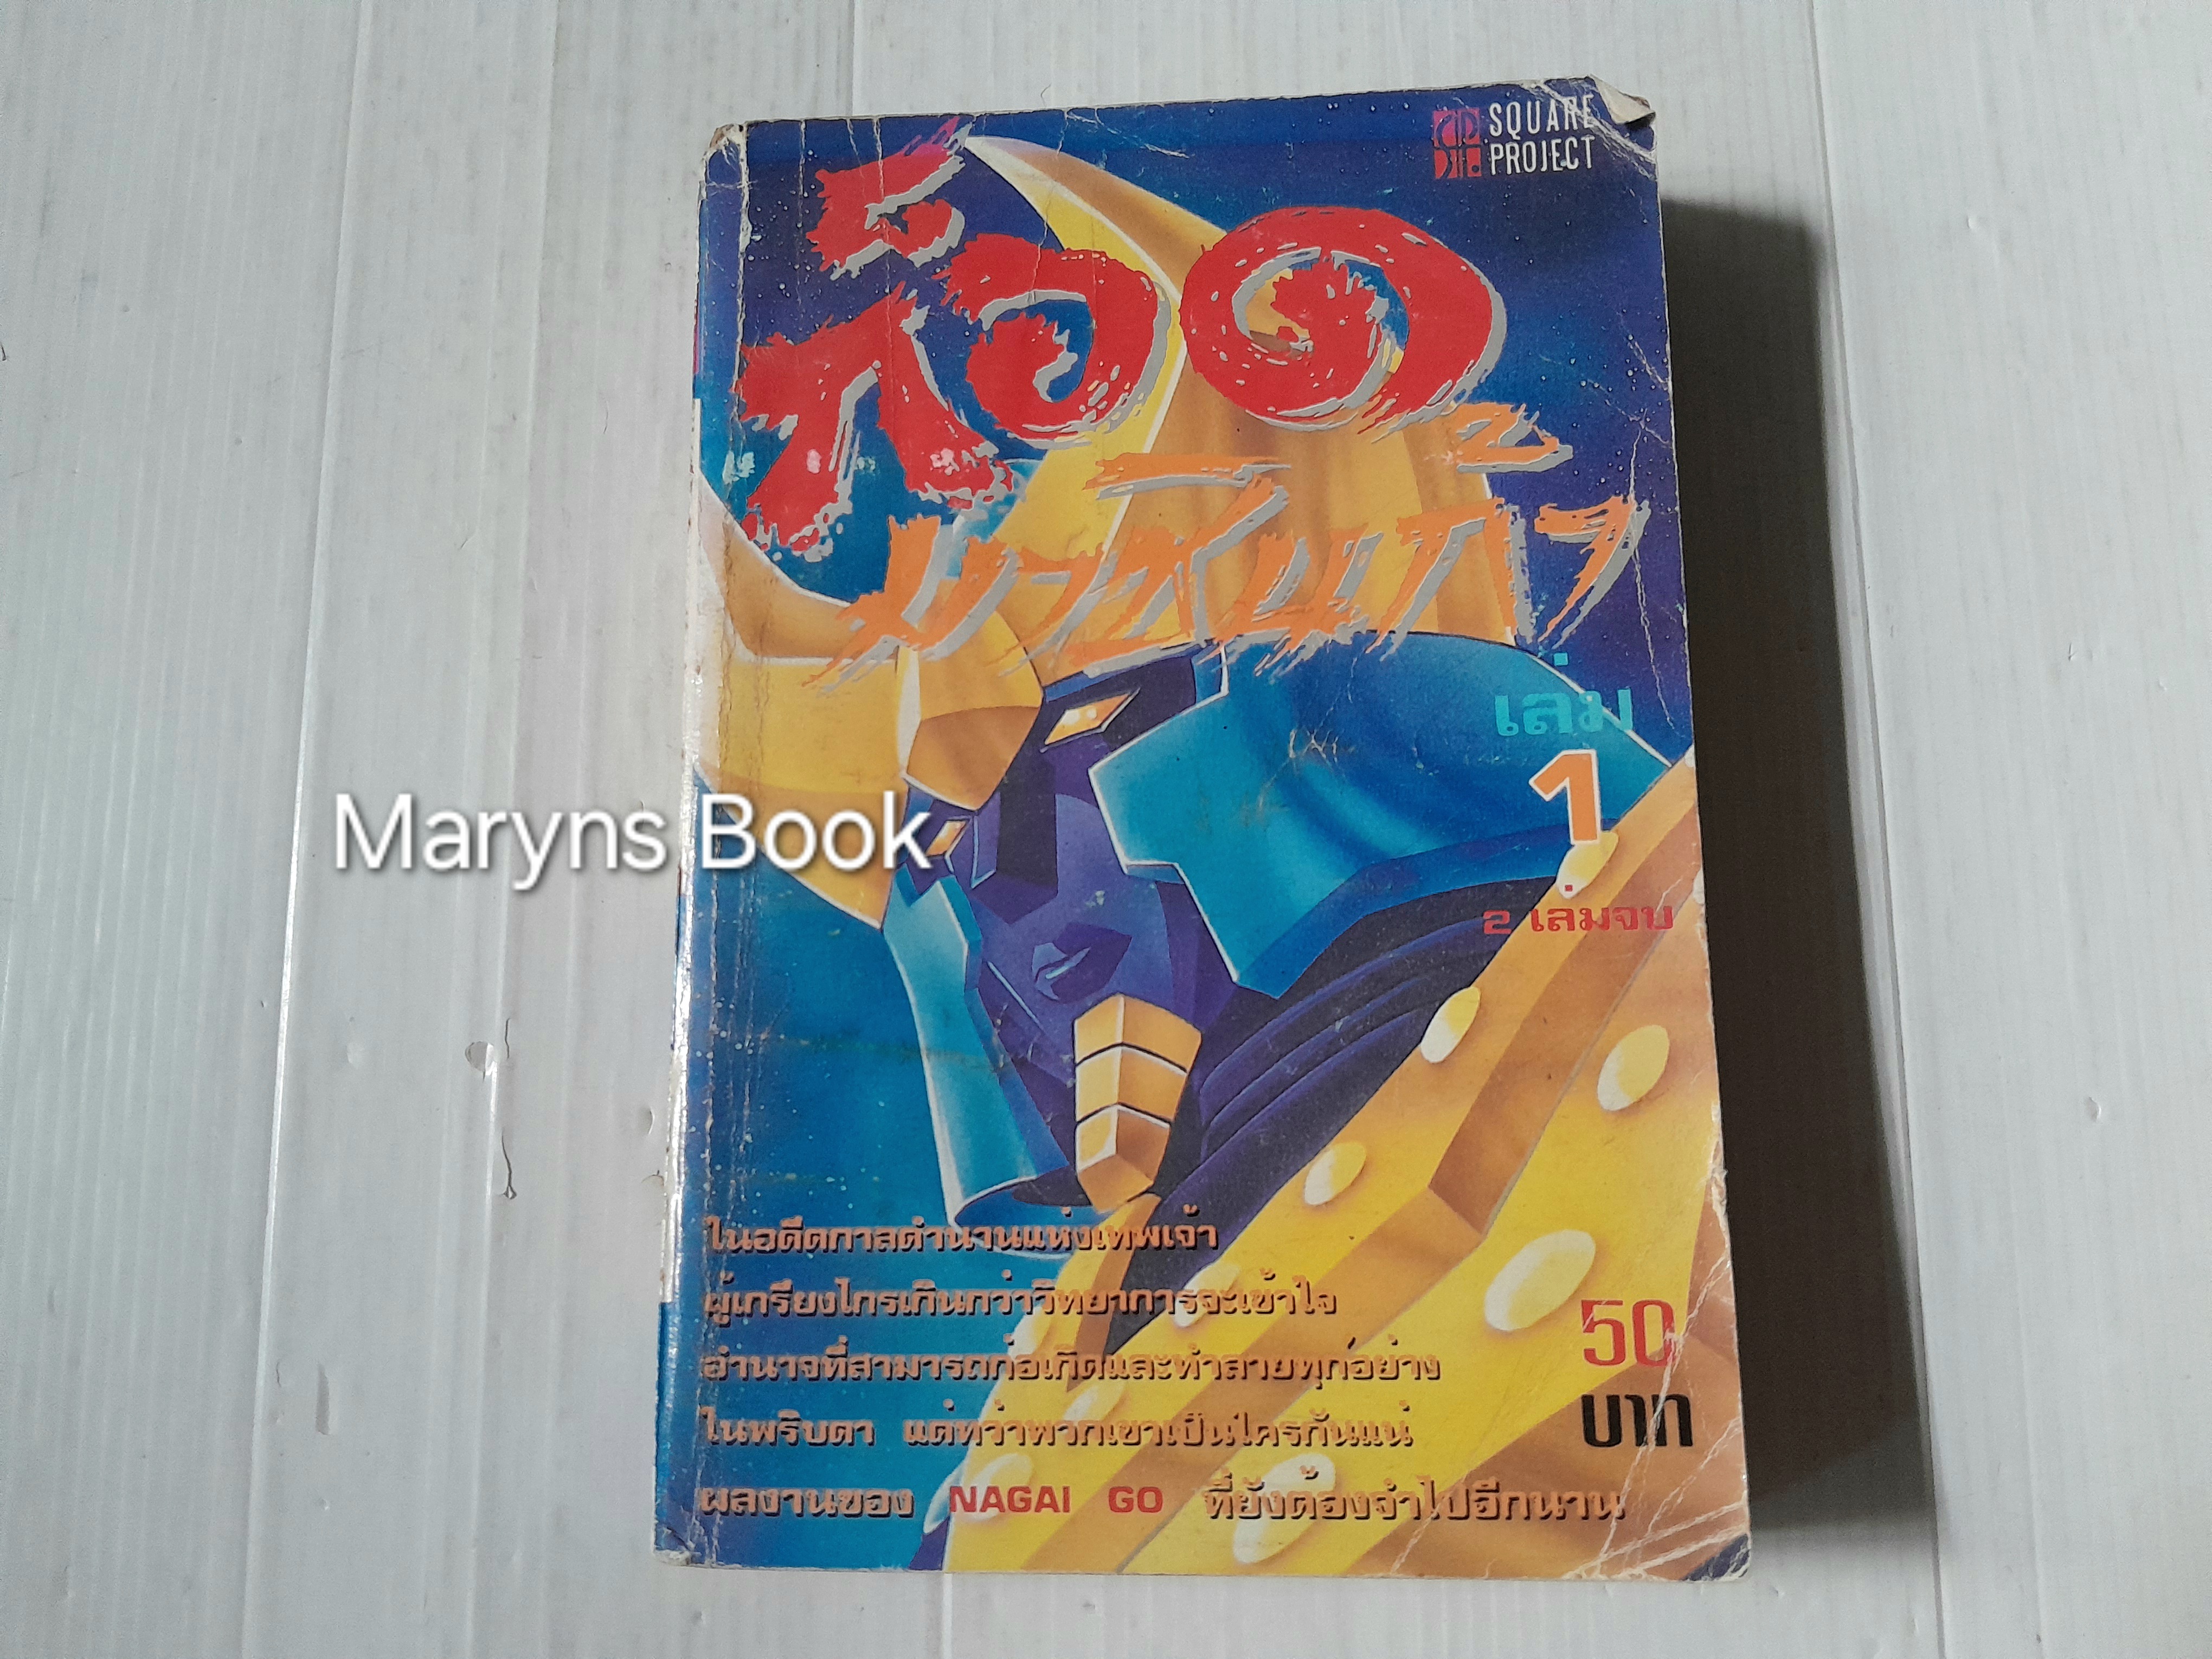 SQUARE
PROJECT
ก๊อด
มาชินก้า
เล่ม
1
2 เล่มจบ
Maryns Book
ในอดีตกาลตำนานแห่งเทพเจ้า
ผู้เกรียงไกรเกินกว่าวิทยาการจะเข้าใจ
อำนาจที่สามารถก่อเกิดและทำลายทุกอย่าง
ในพริบตา แต่ทว่าพวกเขาเป็นใครกันแน่
ผลงานของ NAGAI GO ที่ยังต้องจำไปอีกนาน
50
บาท